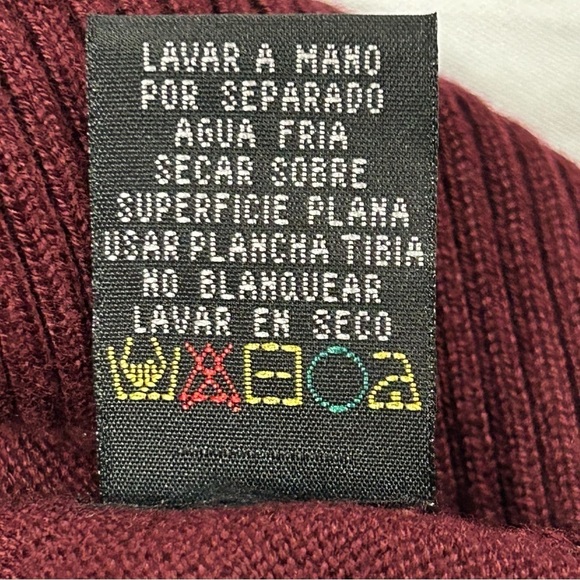 LAVAR A MANO
POR SEPARADO
AGUA FRIA
SECAR SOBRE
SUPERFICIE PLANA
USAR PLANCHA TIBIA
NO BLANQUEAR
LAVAR EN SECO